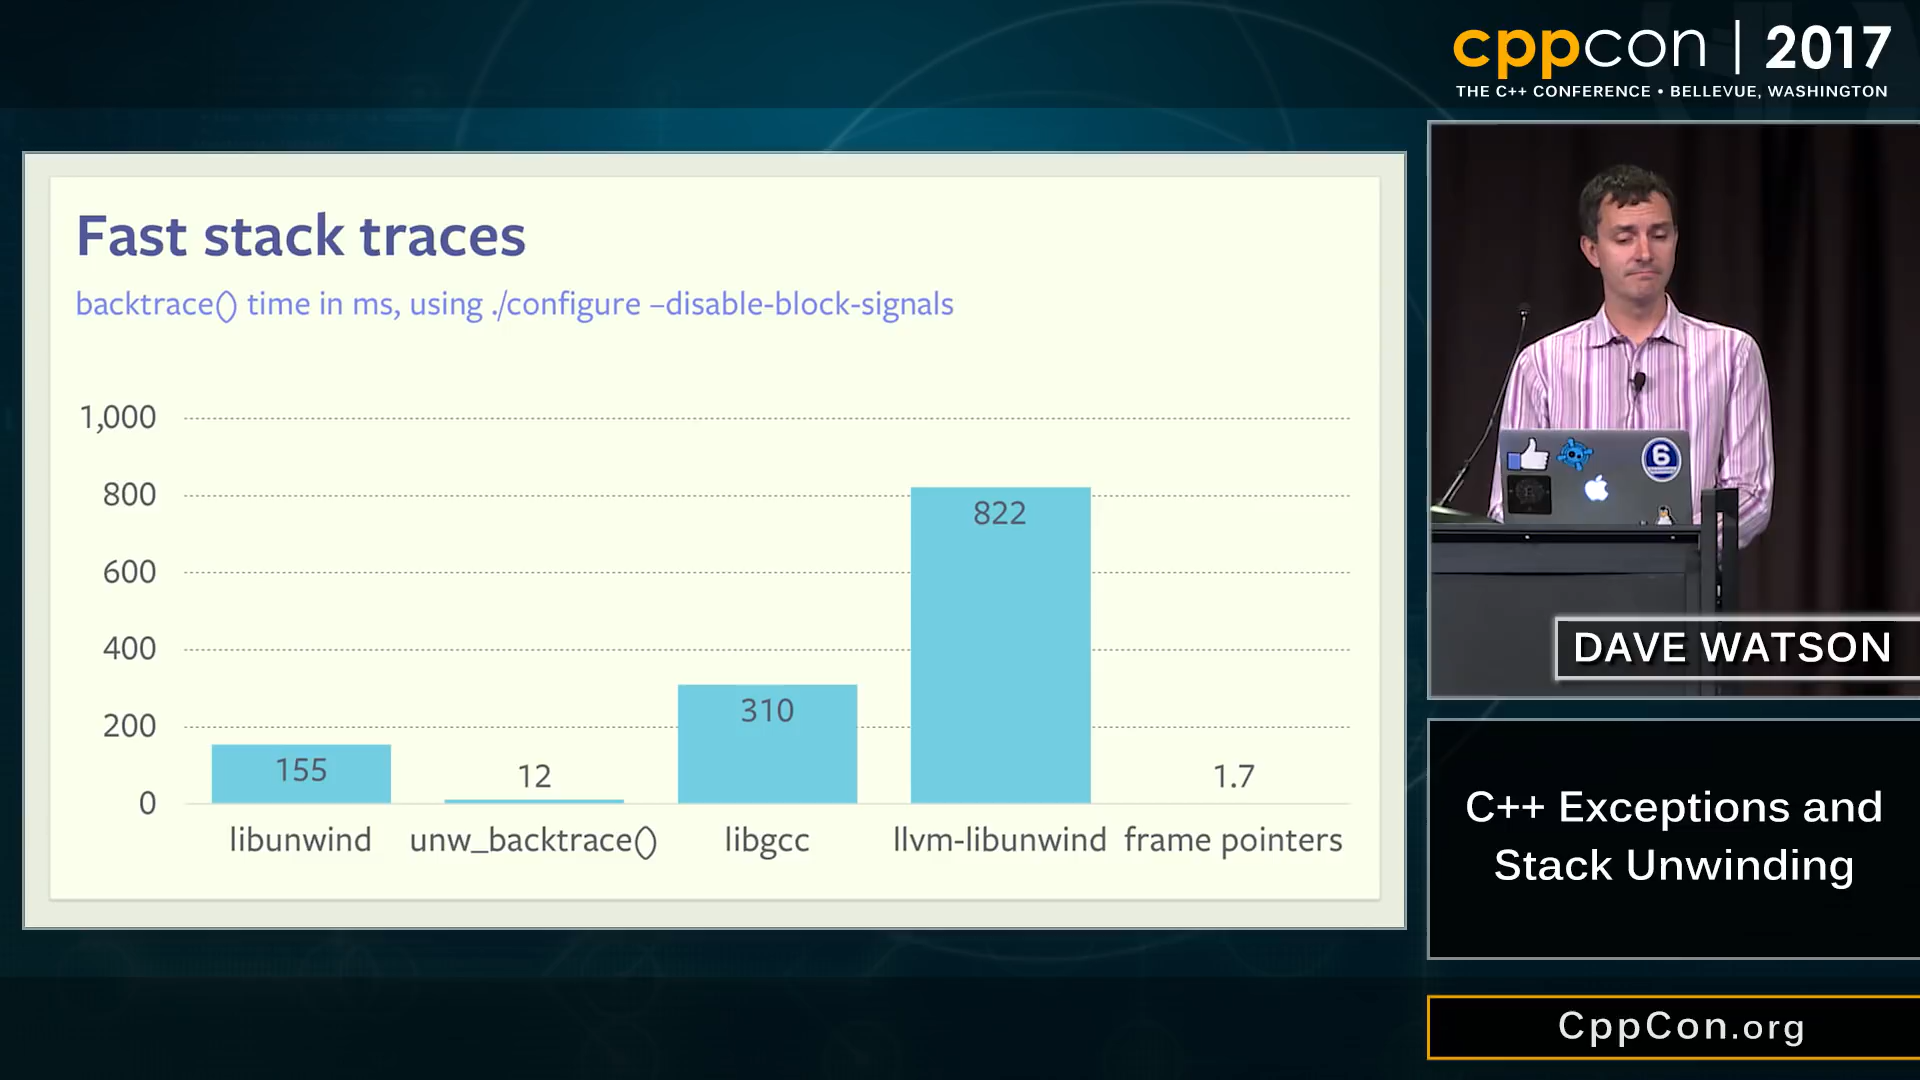 cppcon | 2017
THE C++ CONFERENCE • BELLEVUE, WASHINGTON
Fast stack traces
backtrace() time in ms, using ./configure –disable-block-signals
1,000
800
600
400
200
0
155
12
310
822
1.7
libunwind
unw_backtrace()
libgcc
llvm-libunwind
frame pointers
6
DAVE WATSON
C++ Exceptions and
Stack Unwinding
CppCon.org